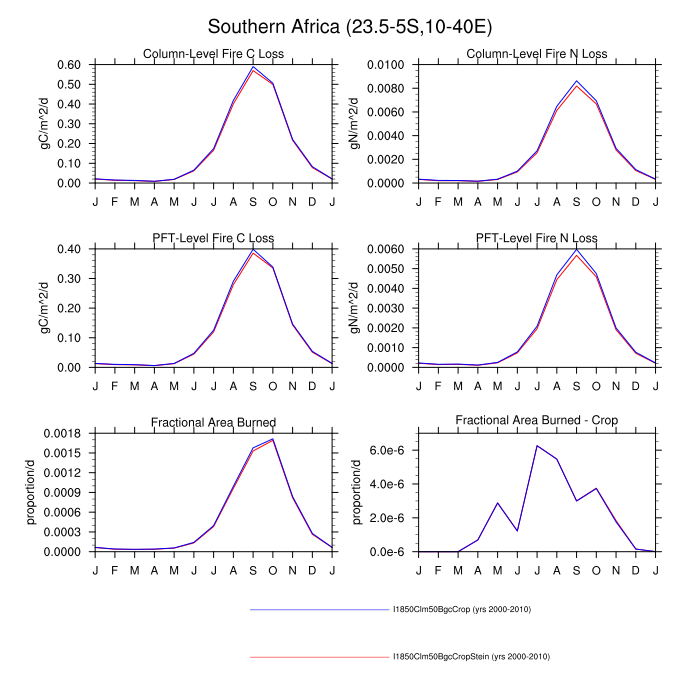 Southern Africa (23.5-5S,10-40E)
Column-Level Fire C Loss
gC/m^2/d
0.60
0.50
0.40
0.30
0.20
0.10
0.00
J F M A M J J A S O N D J
Column-Level Fire N Loss
gN/m^2/d
0.0100
0.0080
0.0060
0.0040
0.0020
0.0000
J F M A M J J A S O N D J
PFT-Level Fire C Loss
gC/m^2/d
0.40
0.30
0.20
0.10
0.00
J F M A M J J A S O N D J
PFT-Level Fire N Loss
gN/m^2/d
0.0060
0.0050
0.0040
0.0030
0.0020
0.0010
0.0000
J F M A M J J A S O N D J
Fractional Area Burned
proportion/d
0.0018
0.0015
0.0012
0.0009
0.0006
0.0003
0.0000
J F M A M J J A S O N D J
Fractional Area Burned - Crop
proportion/d
6.0e-6
4.0e-6
2.0e-6
0.0e-6
J F M A M J J A S O N D J
I1850Clm50BgcCrop (yrs 2000-2010)
I1850Clm50BgcCropStein (yrs 2000-2010)